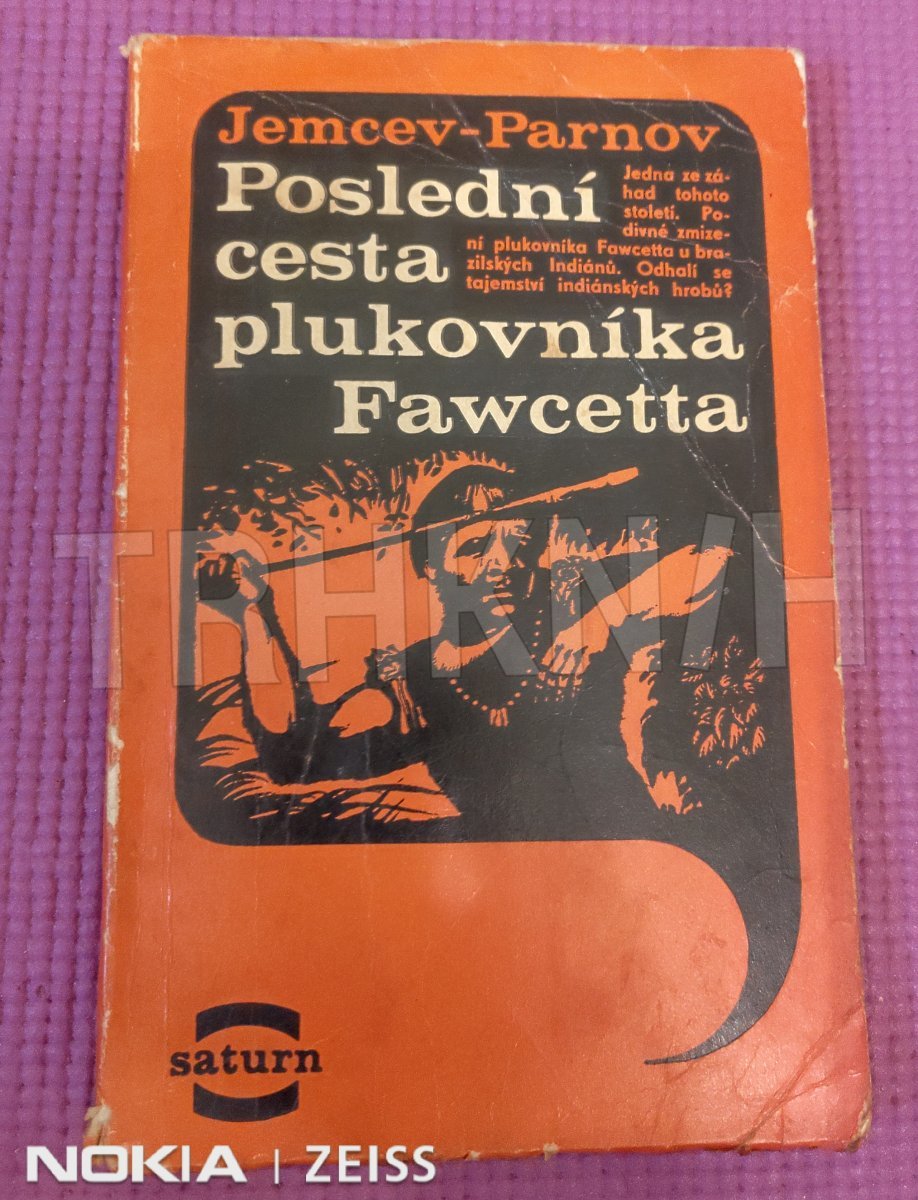 Jemcev-Parnov
Poslední
cesta
plukovníka
Fawcetta
Jedna ze zá-
had tohoto
století. Po-
divné zmize-
ní plukovníka Fawcetta u bra-
zilských Indiánů. Odhalí se
tajemství indiánských hrobů?
TRHKNIH
saturn
NOKIA | ZEISS